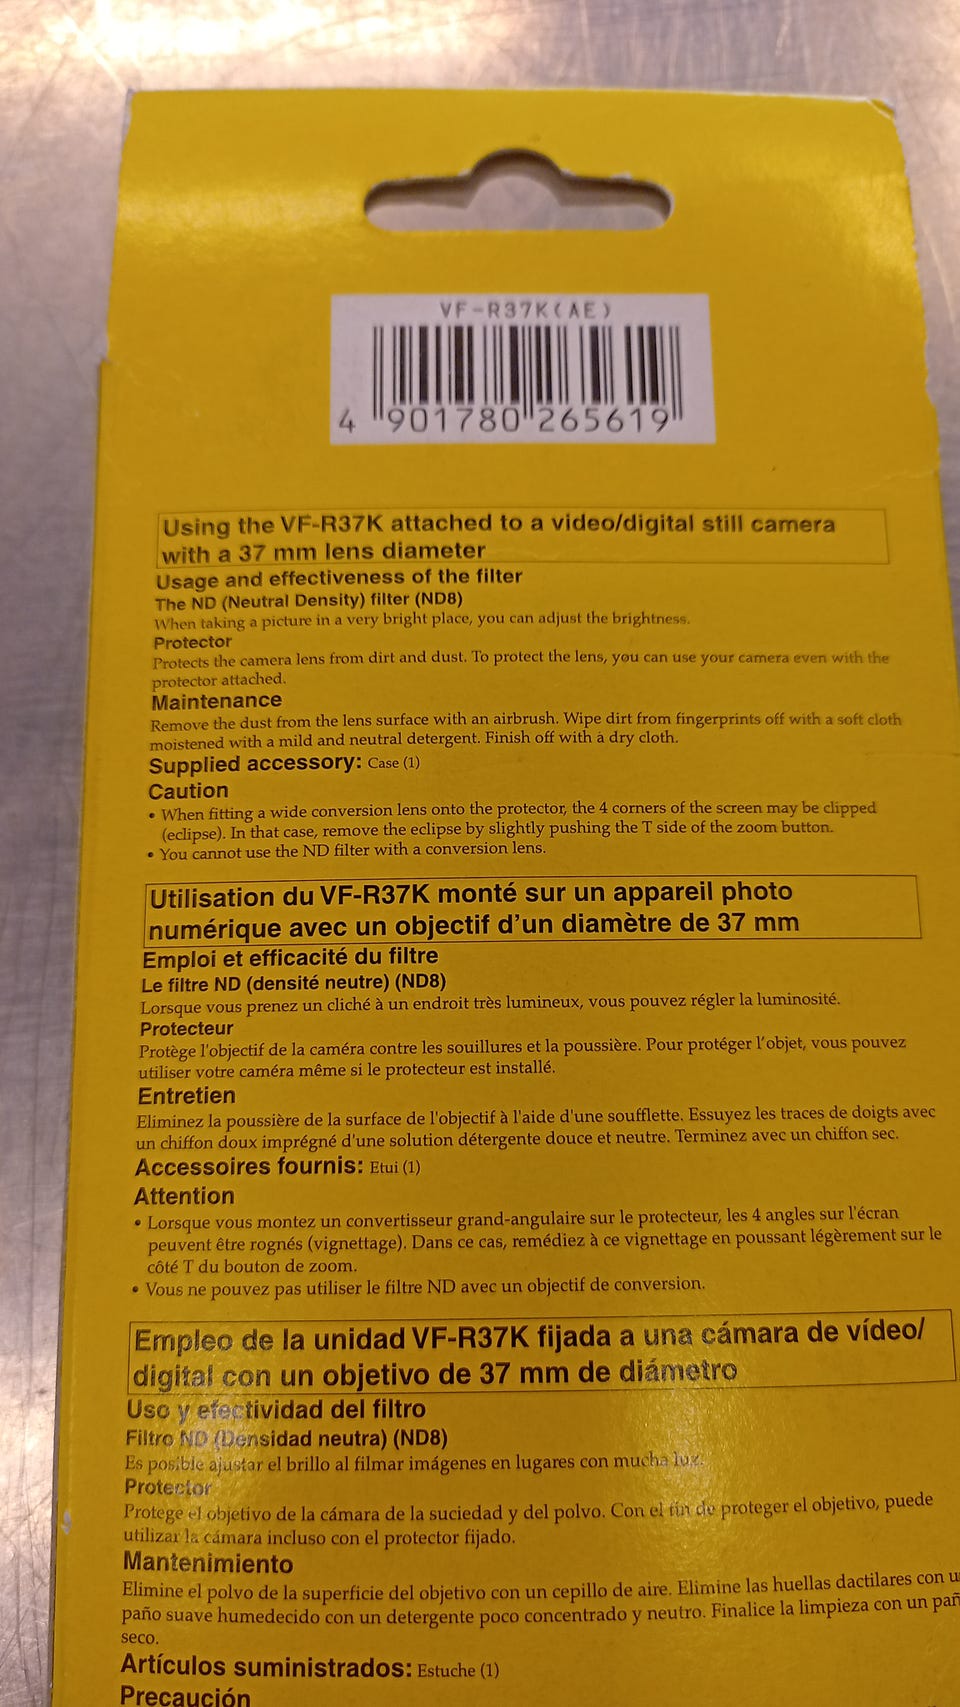 VF-R37K(AE)
4 901780 265619
Using the VF-R37K attached to a video/digital still camera
with a 37 mm lens diameter
Usage and effectiveness of the filter
The ND (Neutral Density) filter (ND8)
When taking a picture in a very bright place, you can adjust the brightness.
Protector
Protects the camera lens from dirt and dust. To protect the lens, you can use your camera even with the
protector attached.
Maintenance
Remove the dust from the lens surface with an airbrush. Wipe dirt from fingerprints off with a soft cloth
moistened with a mild and neutral detergent. Finish off with a dry cloth.
Supplied accessory: Case (1)
Caution
• When fitting a wide conversion lens onto the protector, the 4 corners of the screen may be clipped
(eclipse). In that case, remove the eclipse by slightly pushing the T side of the zoom button.
• You cannot use the ND filter with a conversion lens.
Utilisation du VF-R37K monté sur un appareil photo
numérique avec un objectif d'un diamètre de 37 mm
Emploi et efficacité du filtre
Le filtre ND (densité neutre) (ND8)
Lorsque vous prenez un cliché à un endroit très lumineux, vous pouvez régler la luminosité.
Protecteur
Protège l'objectif de la caméra contre les souillures et la poussière. Pour protéger l'objet, vous pouvez
utiliser votre caméra même si le protecteur est installé.
Entretien
Eliminez la poussière de la surface de l'objectif à l'aide d'une soufflette. Essuyez les traces de doigts avec
un chiffon doux imprégné d'une solution détergente douce et neutre. Terminez avec un chiffon sec.
Accessoires fournis: Etui (1)
Attention
• Lorsque vous montez un convertisseur grand-angulaire sur le protecteur, les 4 angles sur l'écran
peuvent être rognés (vignettage). Dans ce cas, remédiez à ce vignettage en poussant légèrement sur le
côté T du bouton de zoom.
• Vous ne pouvez pas utiliser le filtre ND avec un objectif de conversion.
Empleo de la unidad VF-R37K fijada a una cámara de vídeo/
digital con un objetivo de 37 mm de diámetro
Uso y efectividad del filtro
Filtro ND (Densidad neutra) (ND8)
Es posible ajustar el brillo al filmar imágenes en lugares con mucha luz.
Protector
Protege el objetivo de la cámara de la suciedad y del polvo. Con el fin de proteger el objetivo, puede
utilizar la cámara incluso con el protector fijado.
Mantenimiento
Elimine el polvo de la superficie del objetivo con un cepillo de aire. Elimine las huellas dactilares con
paño suave humedecido con un detergente poco concentrado y neutro. Finalice la limpieza con un
seco.
Artículos suministrados: Estuche (1)
Precaución